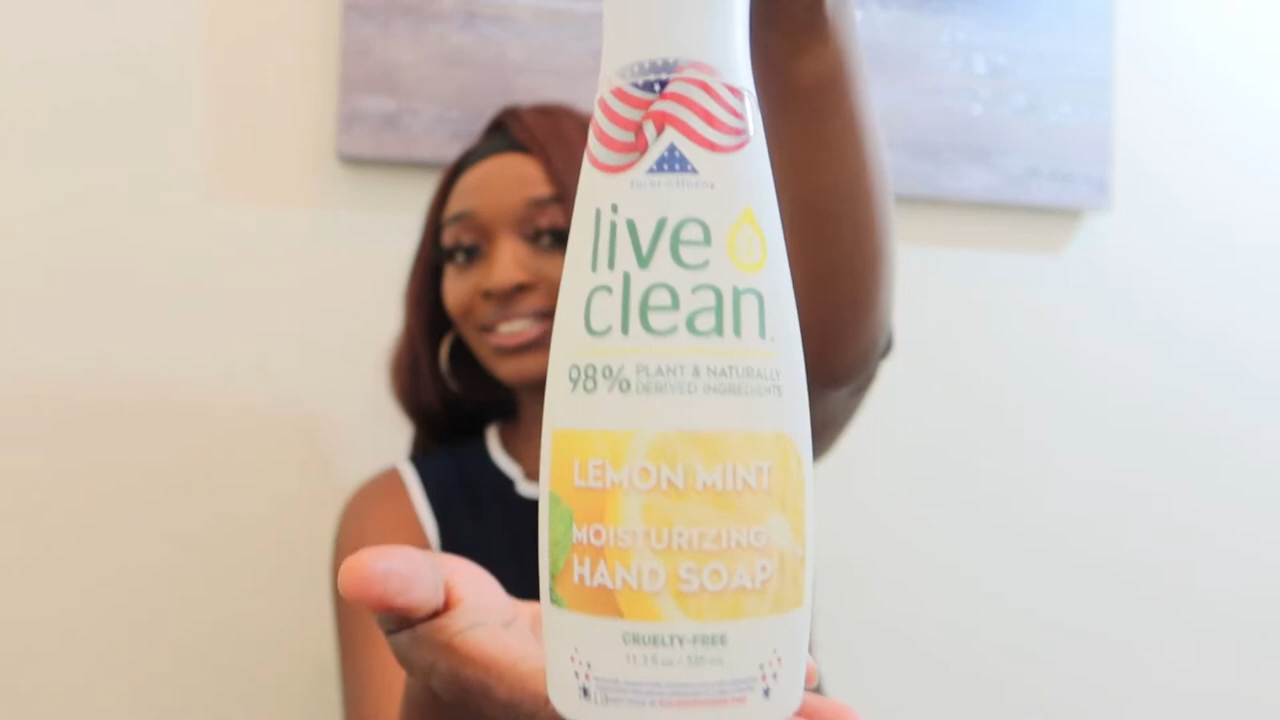 live
clean.
98% PLANT & NATURALLY
DERIVED INGREDIENTS
LEMON MINT
MOISTURIZING
HAND SOAP
CRUELTY-FREE